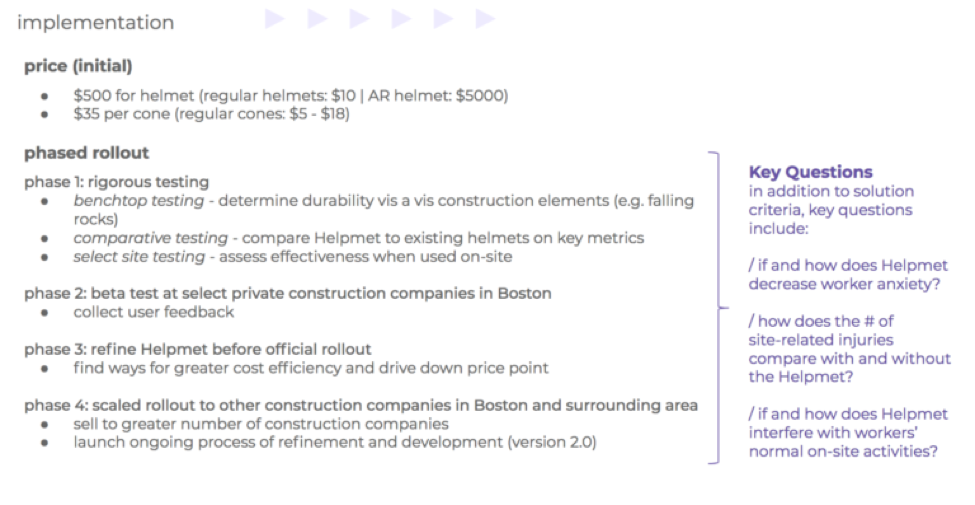 implementation
price (initial)
• $500 for helmet (regular helmets: $10 | AR helmet: $5000)
• $35 per cone (regular cones: $5 - $18)
phased rollout
phase 1: rigorous testing
• benchtop testing - determine durability vis a vis construction elements (e.g. falling
rocks)
• comparative testing - compare Helpmet to existing helmets on key metrics
• select site testing - assess effectiveness when used on-site
phase 2: beta test at select private construction companies in Boston
• collect user feedback
phase 3: refine Helpmet before official rollout
• find ways for greater cost efficiency and drive down price point
phase 4: scaled rollout to other construction companies in Boston and surrounding area
• sell to greater number of construction companies
• launch ongoing process of refinement and development (version 2.0)
Key Questions
in addition to solution
criteria, key questions
include:
/ if and how does Helpmet
decrease worker anxiety?
/ how does the # of
site-related injuries
compare with and without
the Helpmet?
/ if and how does Helpmet
interfere with workers'
normal on-site activities?